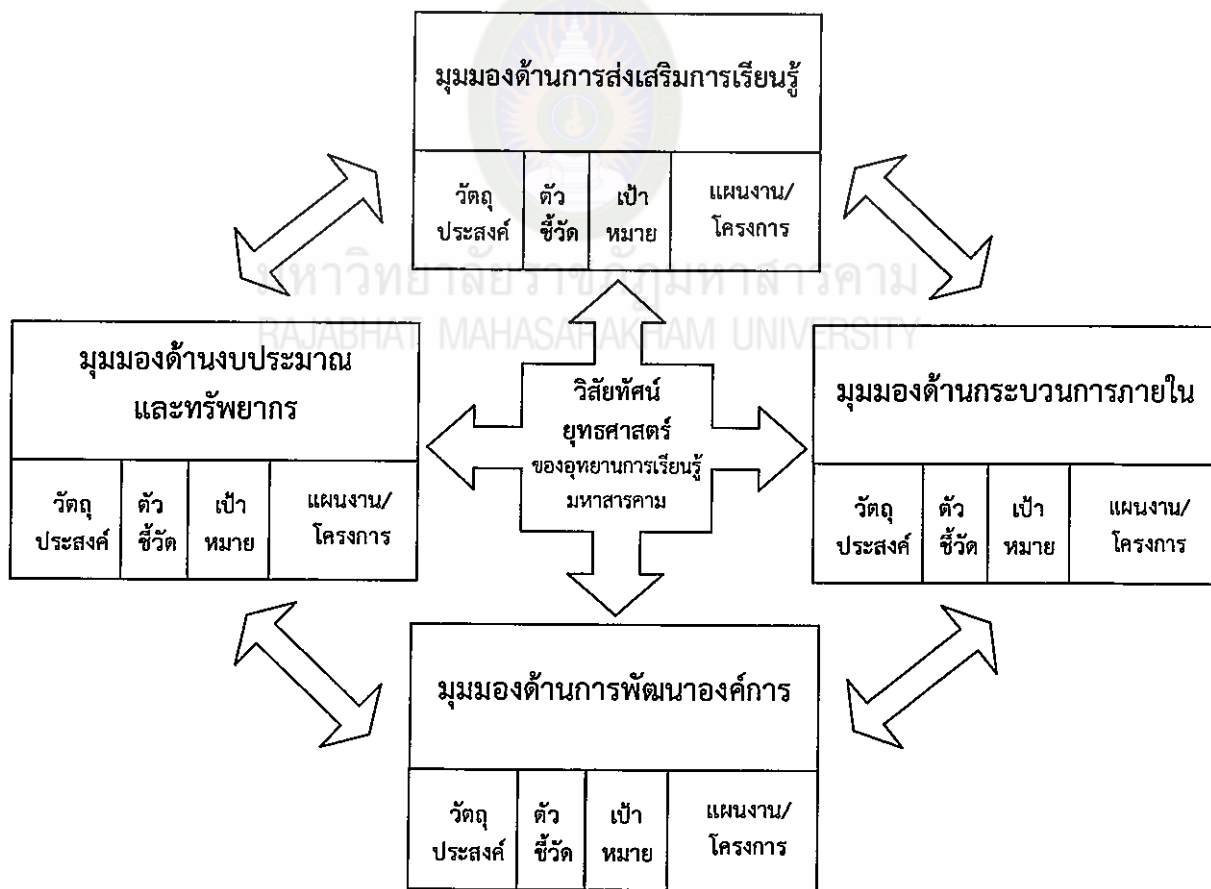 มุมมองด้านการส่งเสริมการเรียนรู้
วัตถุ
ประสงค์
ตัว
ชี้วัด
เป้า
หมาย
แผนงาน/
โครงการ
มหาวิทยาลัยราชภัฏมหาสารคาม
RAJABHAT MAHASARAKHAM UNIVERSITY
มุมมองด้านงบประมาณ
และทรัพยากร
วัตถุ
ประสงค์
ตัว
ชี้วัด
เป้า
หมาย
แผนงาน/
โครงการ
วิสัยทัศน์
ยุทธศาสตร์
ของอุทยานการเรียนรู้
มหาสารคาม
มุมมองด้านกระบวนการภายใน
วัตถุ
ประสงค์
ตัว
ชี้วัด
เป้า
หมาย
แผนงาน/
โครงการ
มุมมองด้านการพัฒนาองค์การ
วัตถุ
ประสงค์
ตัว
ชี้วัด
เป้า
หมาย
แผนงาน/
โครงการ